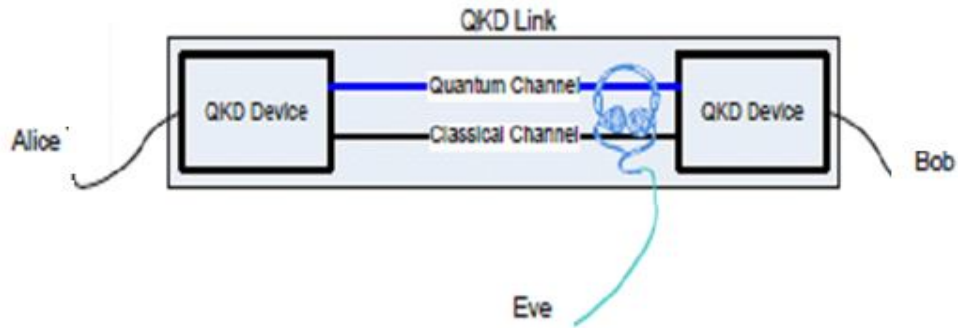 QKD Link
QKD Device
Quantum Channel
Classical Channel
QKD Device
Alice
Bob
Eve